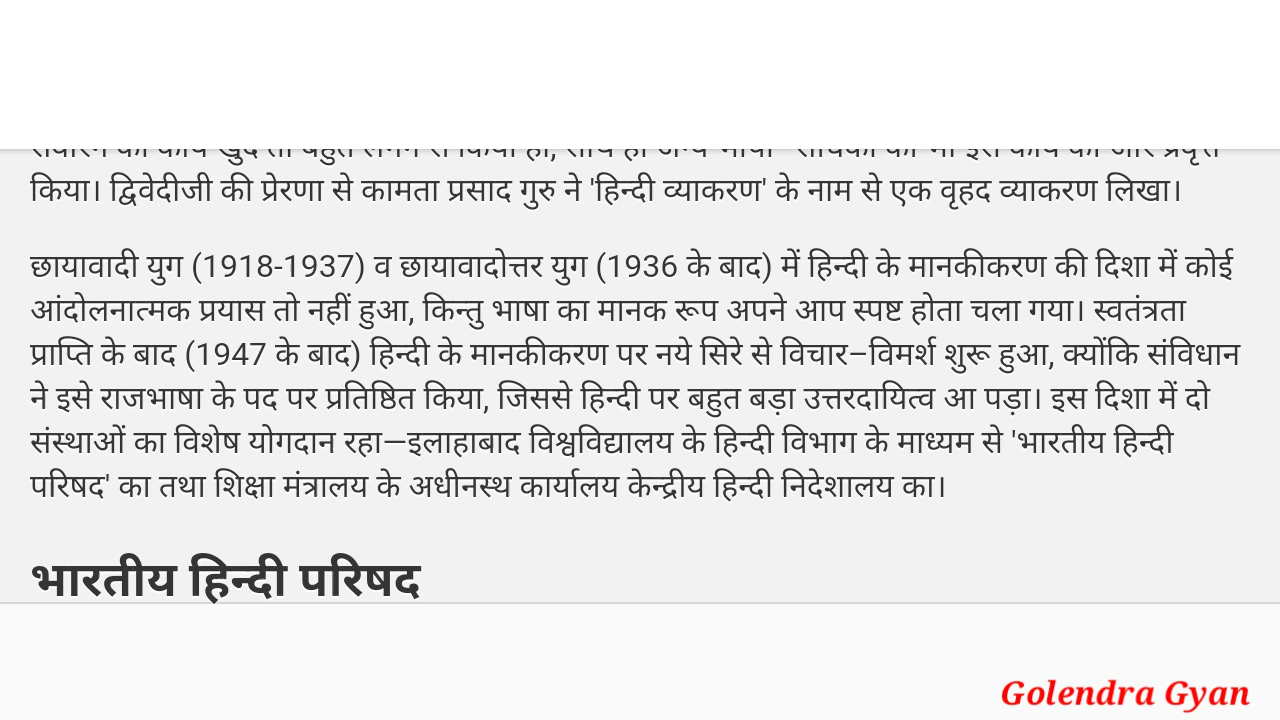 किया। द्विवेदीजी की प्रेरणा से कामता प्रसाद गुरु ने 'हिन्दी व्याकरण' के नाम से एक वृहद व्याकरण लिखा।
छायावादी युग (1918-1937) व छायावादोत्तर युग (1936 के बाद) में हिन्दी के मानकीकरण की दिशा में कोई
आंदोलनात्मक प्रयास तो नहीं हुआ, किन्तु भाषा का मानक रूप अपने आप स्पष्ट होता चला गया। स्वतंत्रता
प्राप्ति के बाद (1947 के बाद) हिन्दी के मानकीकरण पर नये सिरे से विचार–विमर्श शुरू हुआ, क्योंकि संविधान
ने इसे राजभाषा के पद पर प्रतिष्ठित किया, जिससे हिन्दी पर बहुत बड़ा उत्तरदायित्व आ पड़ा। इस दिशा में दो
संस्थाओं का विशेष योगदान रहा—इलाहाबाद विश्वविद्यालय के हिन्दी विभाग के माध्यम से 'भारतीय हिन्दी
परिषद' का तथा शिक्षा मंत्रालय के अधीनस्थ कार्यालय केन्द्रीय हिन्दी निदेशालय का।
भारतीय हिन्दी परिषद
Golendra Gyan